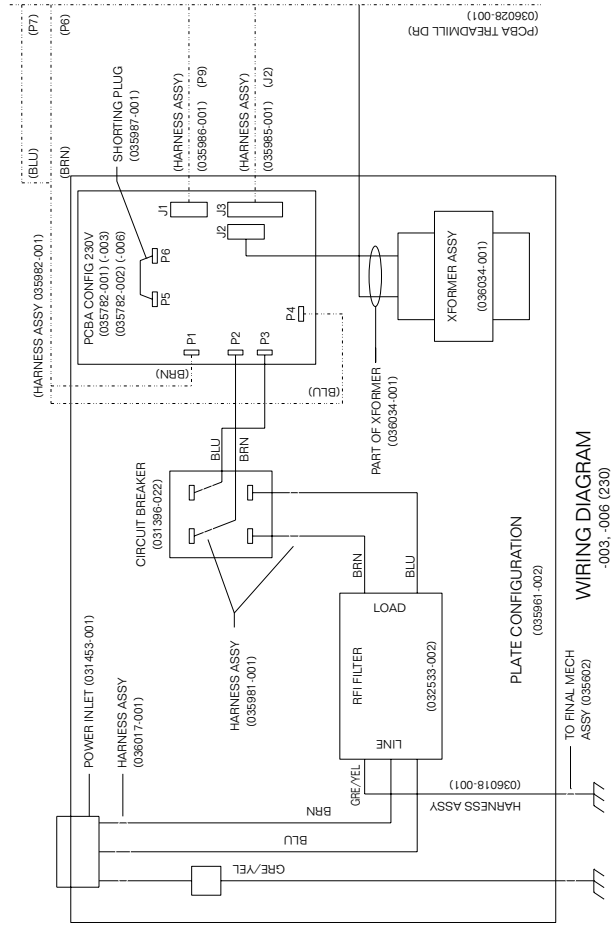 (P7)
(P6)
(BLU)
(BRN)
(HARNESS ASSY 035982-001)
SHORTING PLUG
(035987-001)
(HARNESS ASSY)
(035986-001) (P9)
(HARNESS ASSY)
(035985-001) (J2)
(PCBA TREADMILL DR)
(036028-001)
PCBA CONFIG 230V
(035782-001) (-003)
(035782-002) (-006)
P5
P6
J1
J3
J2
P1
P2
P3
P4
(BRN)
(BLU)
BLU
BRN
CIRCUIT BREAKER
(031396-022)
PART OF XFORMER
(036034-001)
XFORMER ASSY
(036034-001)
POWER INLET (031453-001)
HARNESS ASSY
(036017-001)
HARNESS ASSY
(035981-001)
BRN
BLU
LOAD
RFI FILTER
(032533-002)
LINE
GRE/YEL
BRN
BLU
GRE/YEL
HARNESS ASSY
(036018-001)
PLATE CONFIGURATION
(035961-002)
TO FINAL MECH
ASSY (035602)
WIRING DIAGRAM
-003, -006 (230)